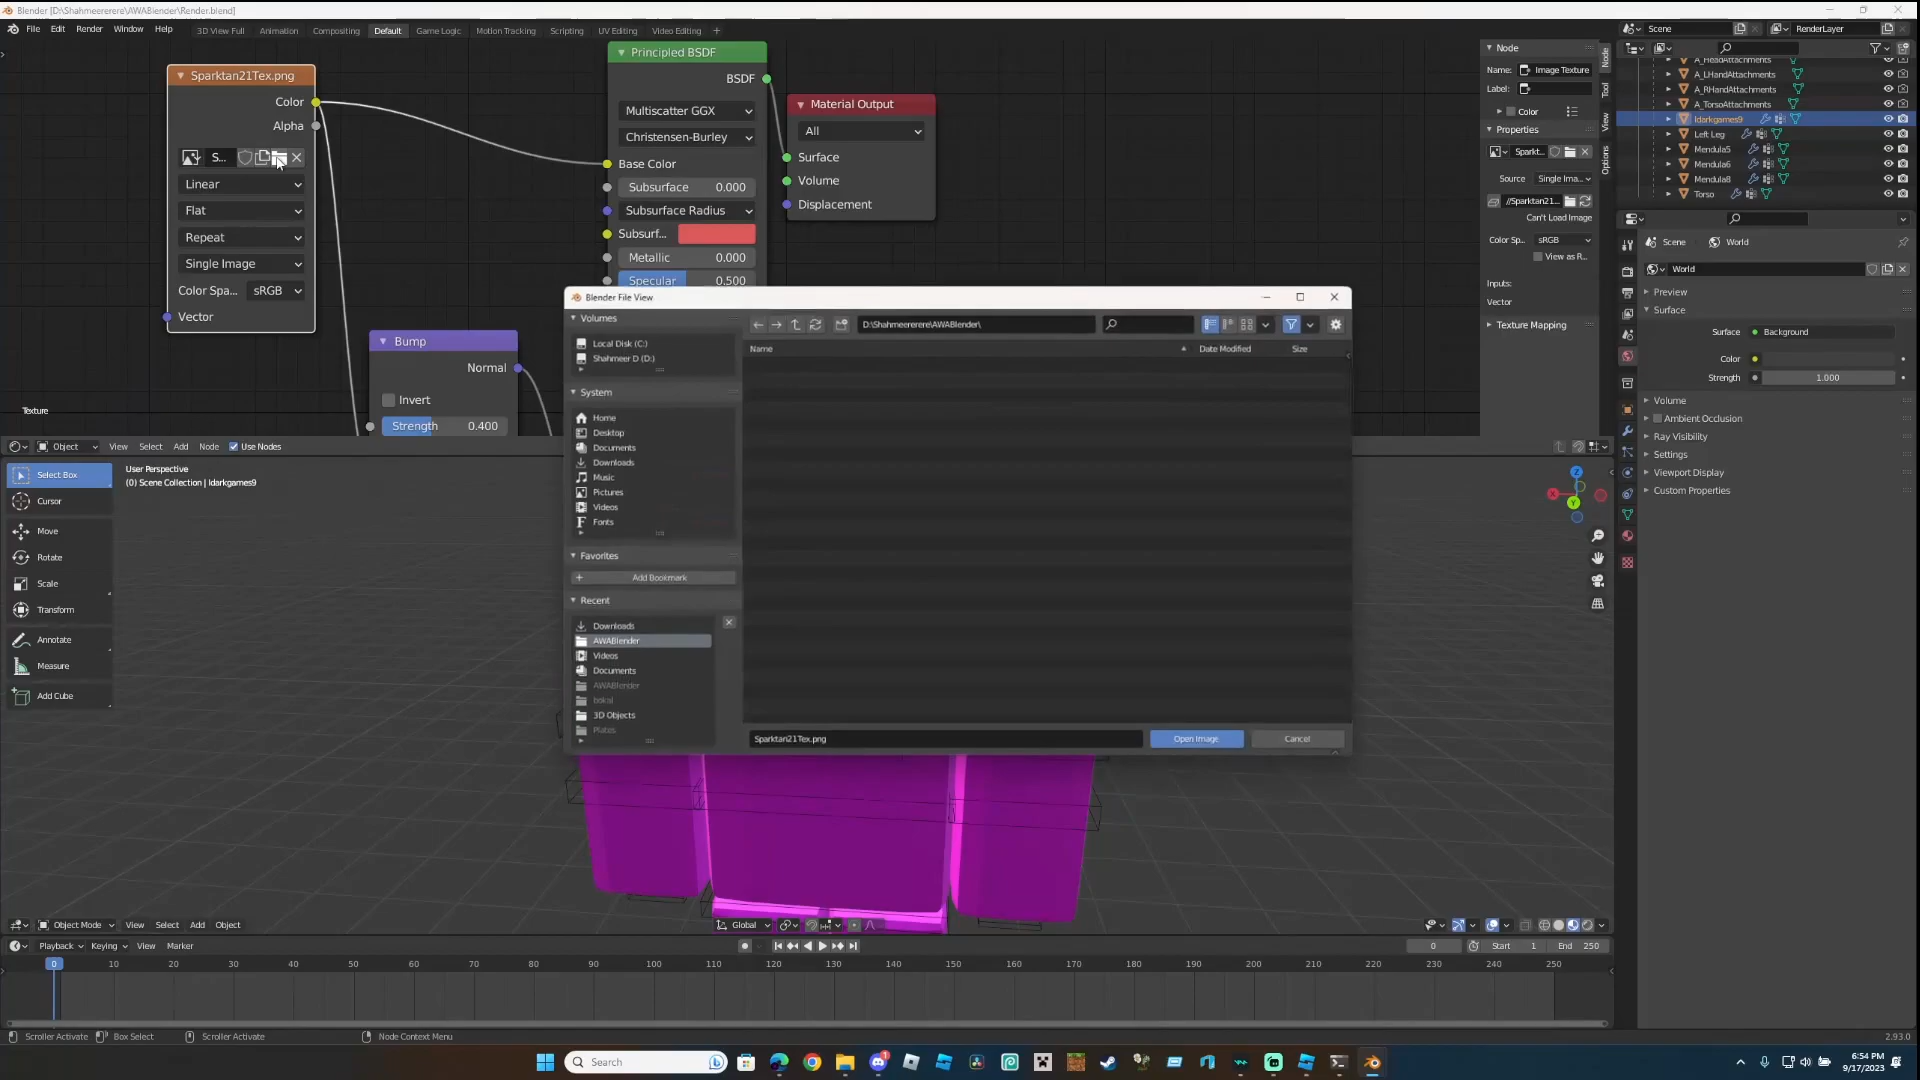 Blender [D:\Shahmeererere\AWABlender\Render.blend]
File Edit Render Window Help
3D View Full Animation Compositing Default Game Logic Motion Tracking Scripting UV Editing Video Editing +
Scene
RenderLayer
Sparktan21Tex.png
Color
Alpha
S...
Linear
Flat
Repeat
Single Image
Color Spa... sRGB
Vector
Texture
Bump
Normal
Invert
Strength 0.400
Principled BSDF
BSDF
Multiscatter GGX
Christensen-Burley
Base Color
Subsurface 0.000
Subsurface Radius
Subsurf...
Metallic 0.000
Specular 0.500
Material Output
All
Surface
Volume
Displacement
Node
Name: Image Texture
Label:
Color
Properties
Sparkt...
Source Single Ima...
//Sparktan21...
Can't Load Image
Color Sp... sRGB
View as R...
Inputs:
Vector
Texture Mapping
Node
Tool
View
Options
A_HeadAttachments
A_LHandAttachments
A_RHandAttachments
A_TorsoAttachments
Idarkgames9
Left Leg
Mendula5
Mendula6
Mendula8
Torso
Scene World
World
Preview
Surface
Surface Background
Color
Strength 1.000
Volume
Ambient Occlusion
Ray Visibility
Settings
Viewport Display
Custom Properties
Blender File View
Volumes
Local Disk (C:)
Shahmeer D (D:)
System
Home
Desktop
Documents
Downloads
Music
Pictures
Videos
Fonts
Favorites
Add Bookmark
Recent
Downloads
AWABlender
Videos
Documents
AWABlender
bokal
3D Objects
Plates
D:\Shahmeererere\AWABlender\
Name Date Modified Size
Sparktan21Tex.png Open Image Cancel
Object View Select Add Node Use Nodes
User Perspective
(0) Scene Collection | Idarkgames9
Select Box
Cursor
Move
Rotate
Scale
Transform
Annotate
Measure
Add Cube
X
Y
Z
Object Mode View Select Add Object
Global
Playback Keying View Marker
0 Start 1 End 250
0 10 20 30 40 50 60 70 80 90 100 110 120 130 140 150 160 170 180 190 200 210 220 230 240 250
Scroller Activate Box Select Scroller Activate Node Context Menu
2.93.0
Search
1
6:54 PM
9/17/2023